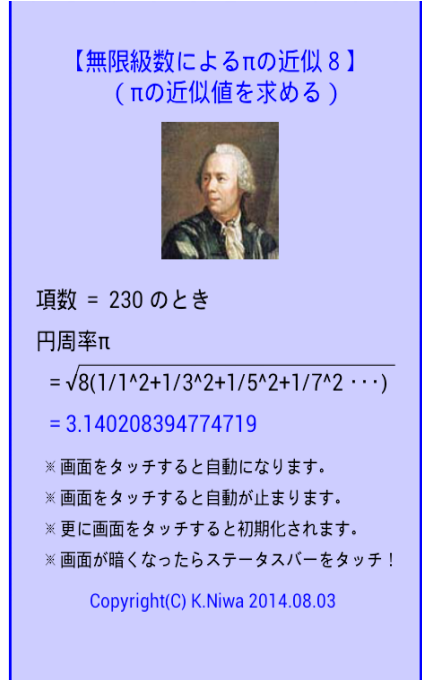 【無限級数によるπの近似８】
（πの近似値を求める）
項数 = 230 のとき
円周率π
=√8(1/1^2+1/3^2+1/5^2+1/7^2 ･･･)
= 3.140208394774719
※画面をタッチすると自動になります。
※画面をタッチすると自動が止まります。
※更に画面をタッチすると初期化されます。
※画面が暗くなったらステータスバーをタッチ！
Copyright(C) K.Niwa 2014.08.03